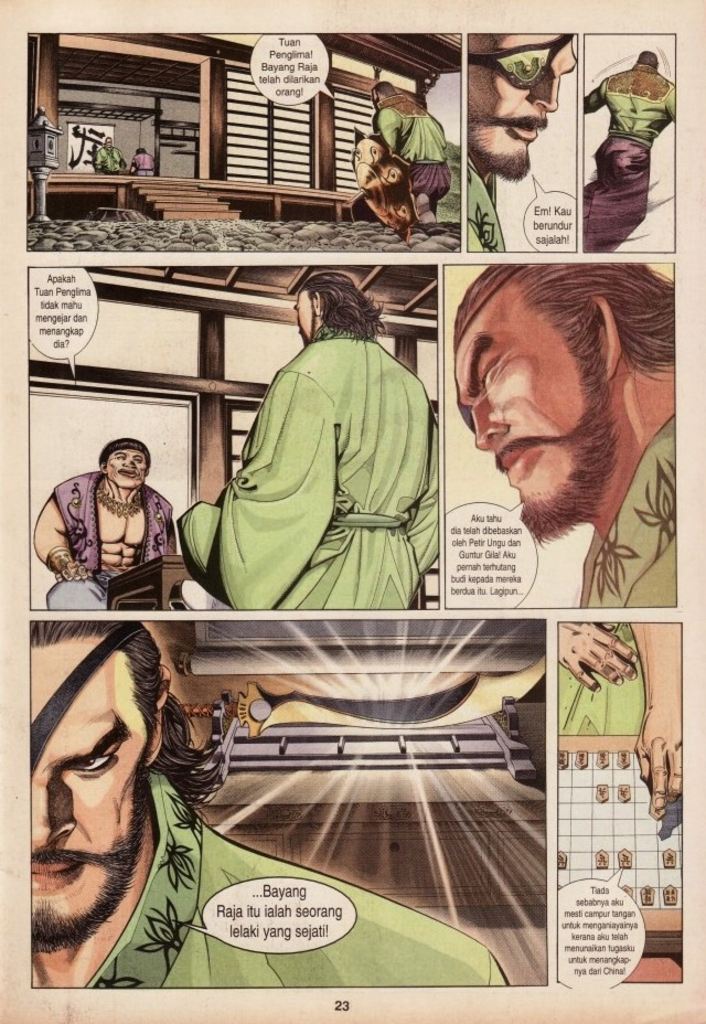 Tuan
Penglima!
Bayang Raja
telah dilarikan
orang!
Em! Kau
berundur
sajalah!
Apakah
Tuan Penglima
tidak mahu
mengejar dan
menangkap
dia?
Aku tahu
dia telah dibebaskan
oleh Petir Ungu dan
Guntur Gila! Aku
pernah terhutang
budi kepada mereka
berdua itu. Lagipun...
...Bayang
Raja itu ialah seorang
lelaki yang sejati!
Tiada
sebabnya aku
mesti campur tangan
untuk menganiayainya
kerana aku telah
menunaikan tugasku
untuk menangkap-
nya dari China!
23